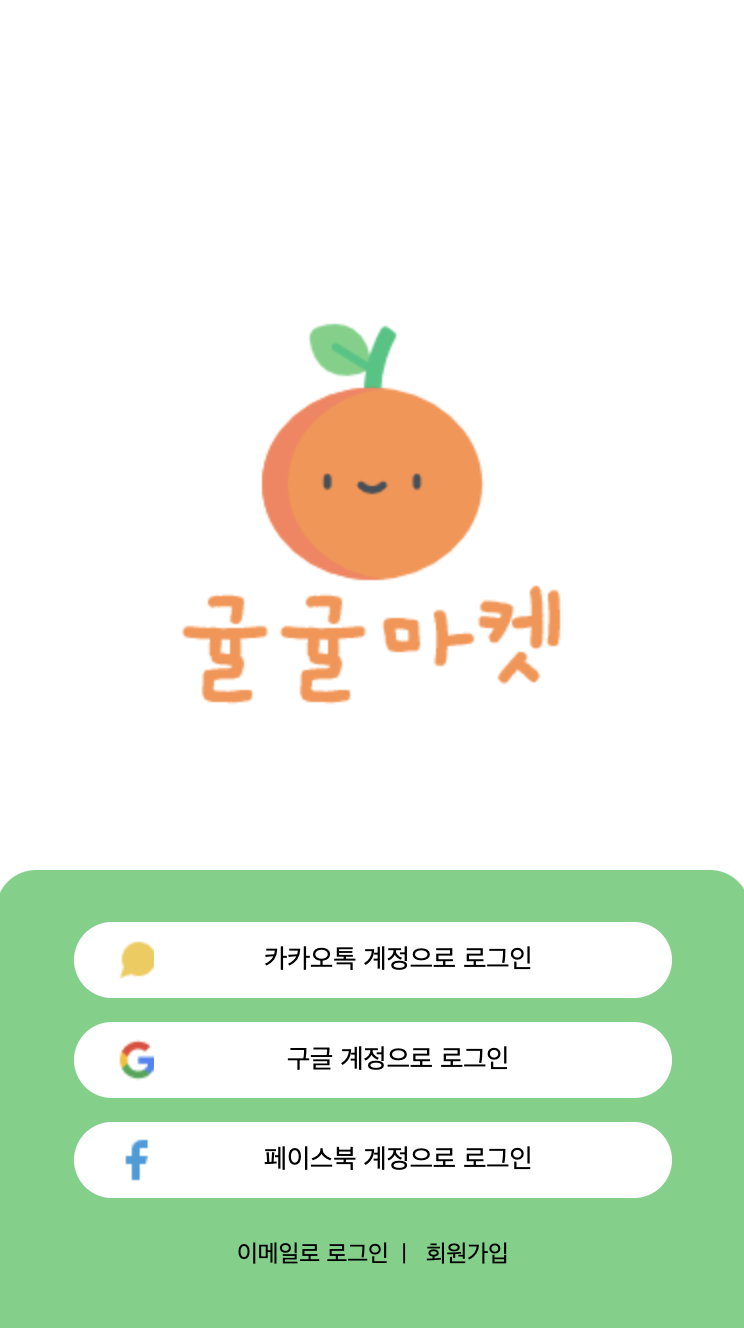 귤귤마켓
카카오톡 계정으로 로그인
구글 계정으로 로그인
페이스북 계정으로 로그인
이메일로 로그인 | 회원가입